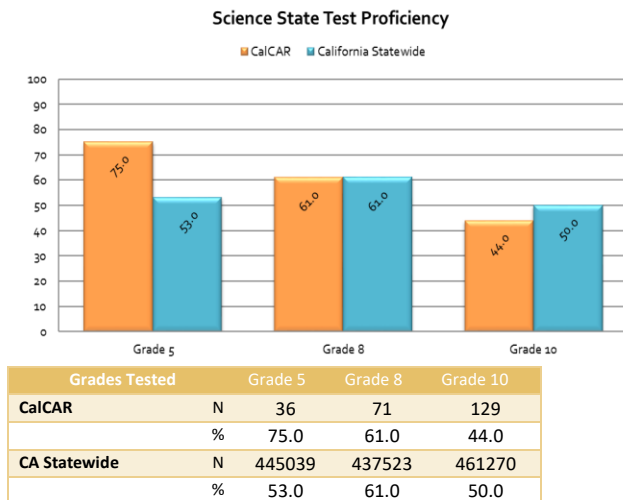 Science State Test Proficiency
CalCAR California Statewide
100
90
80
70
60
50
40
30
20
10
0
75.0
53.0
61.0
61.0
44.0
50.0
Grade 5 Grade 8 Grade 10
Grades Tested Grade 5 Grade 8 Grade 10
CalCAR N 36 71 129
% 75.0 61.0 44.0
CA Statewide N 445039 437523 461270
% 53.0 61.0 50.0